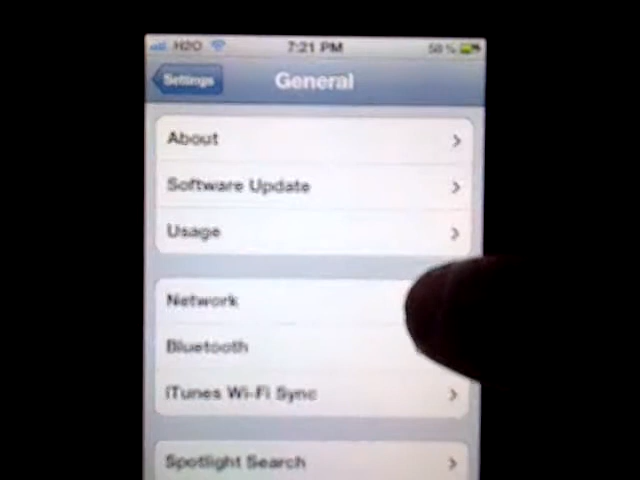 H2O 7:21 PM 58 %
Settings General
About
Software Update
Usage
Network
Bluetooth
iTunes Wi-Fi Sync
Spotlight Search